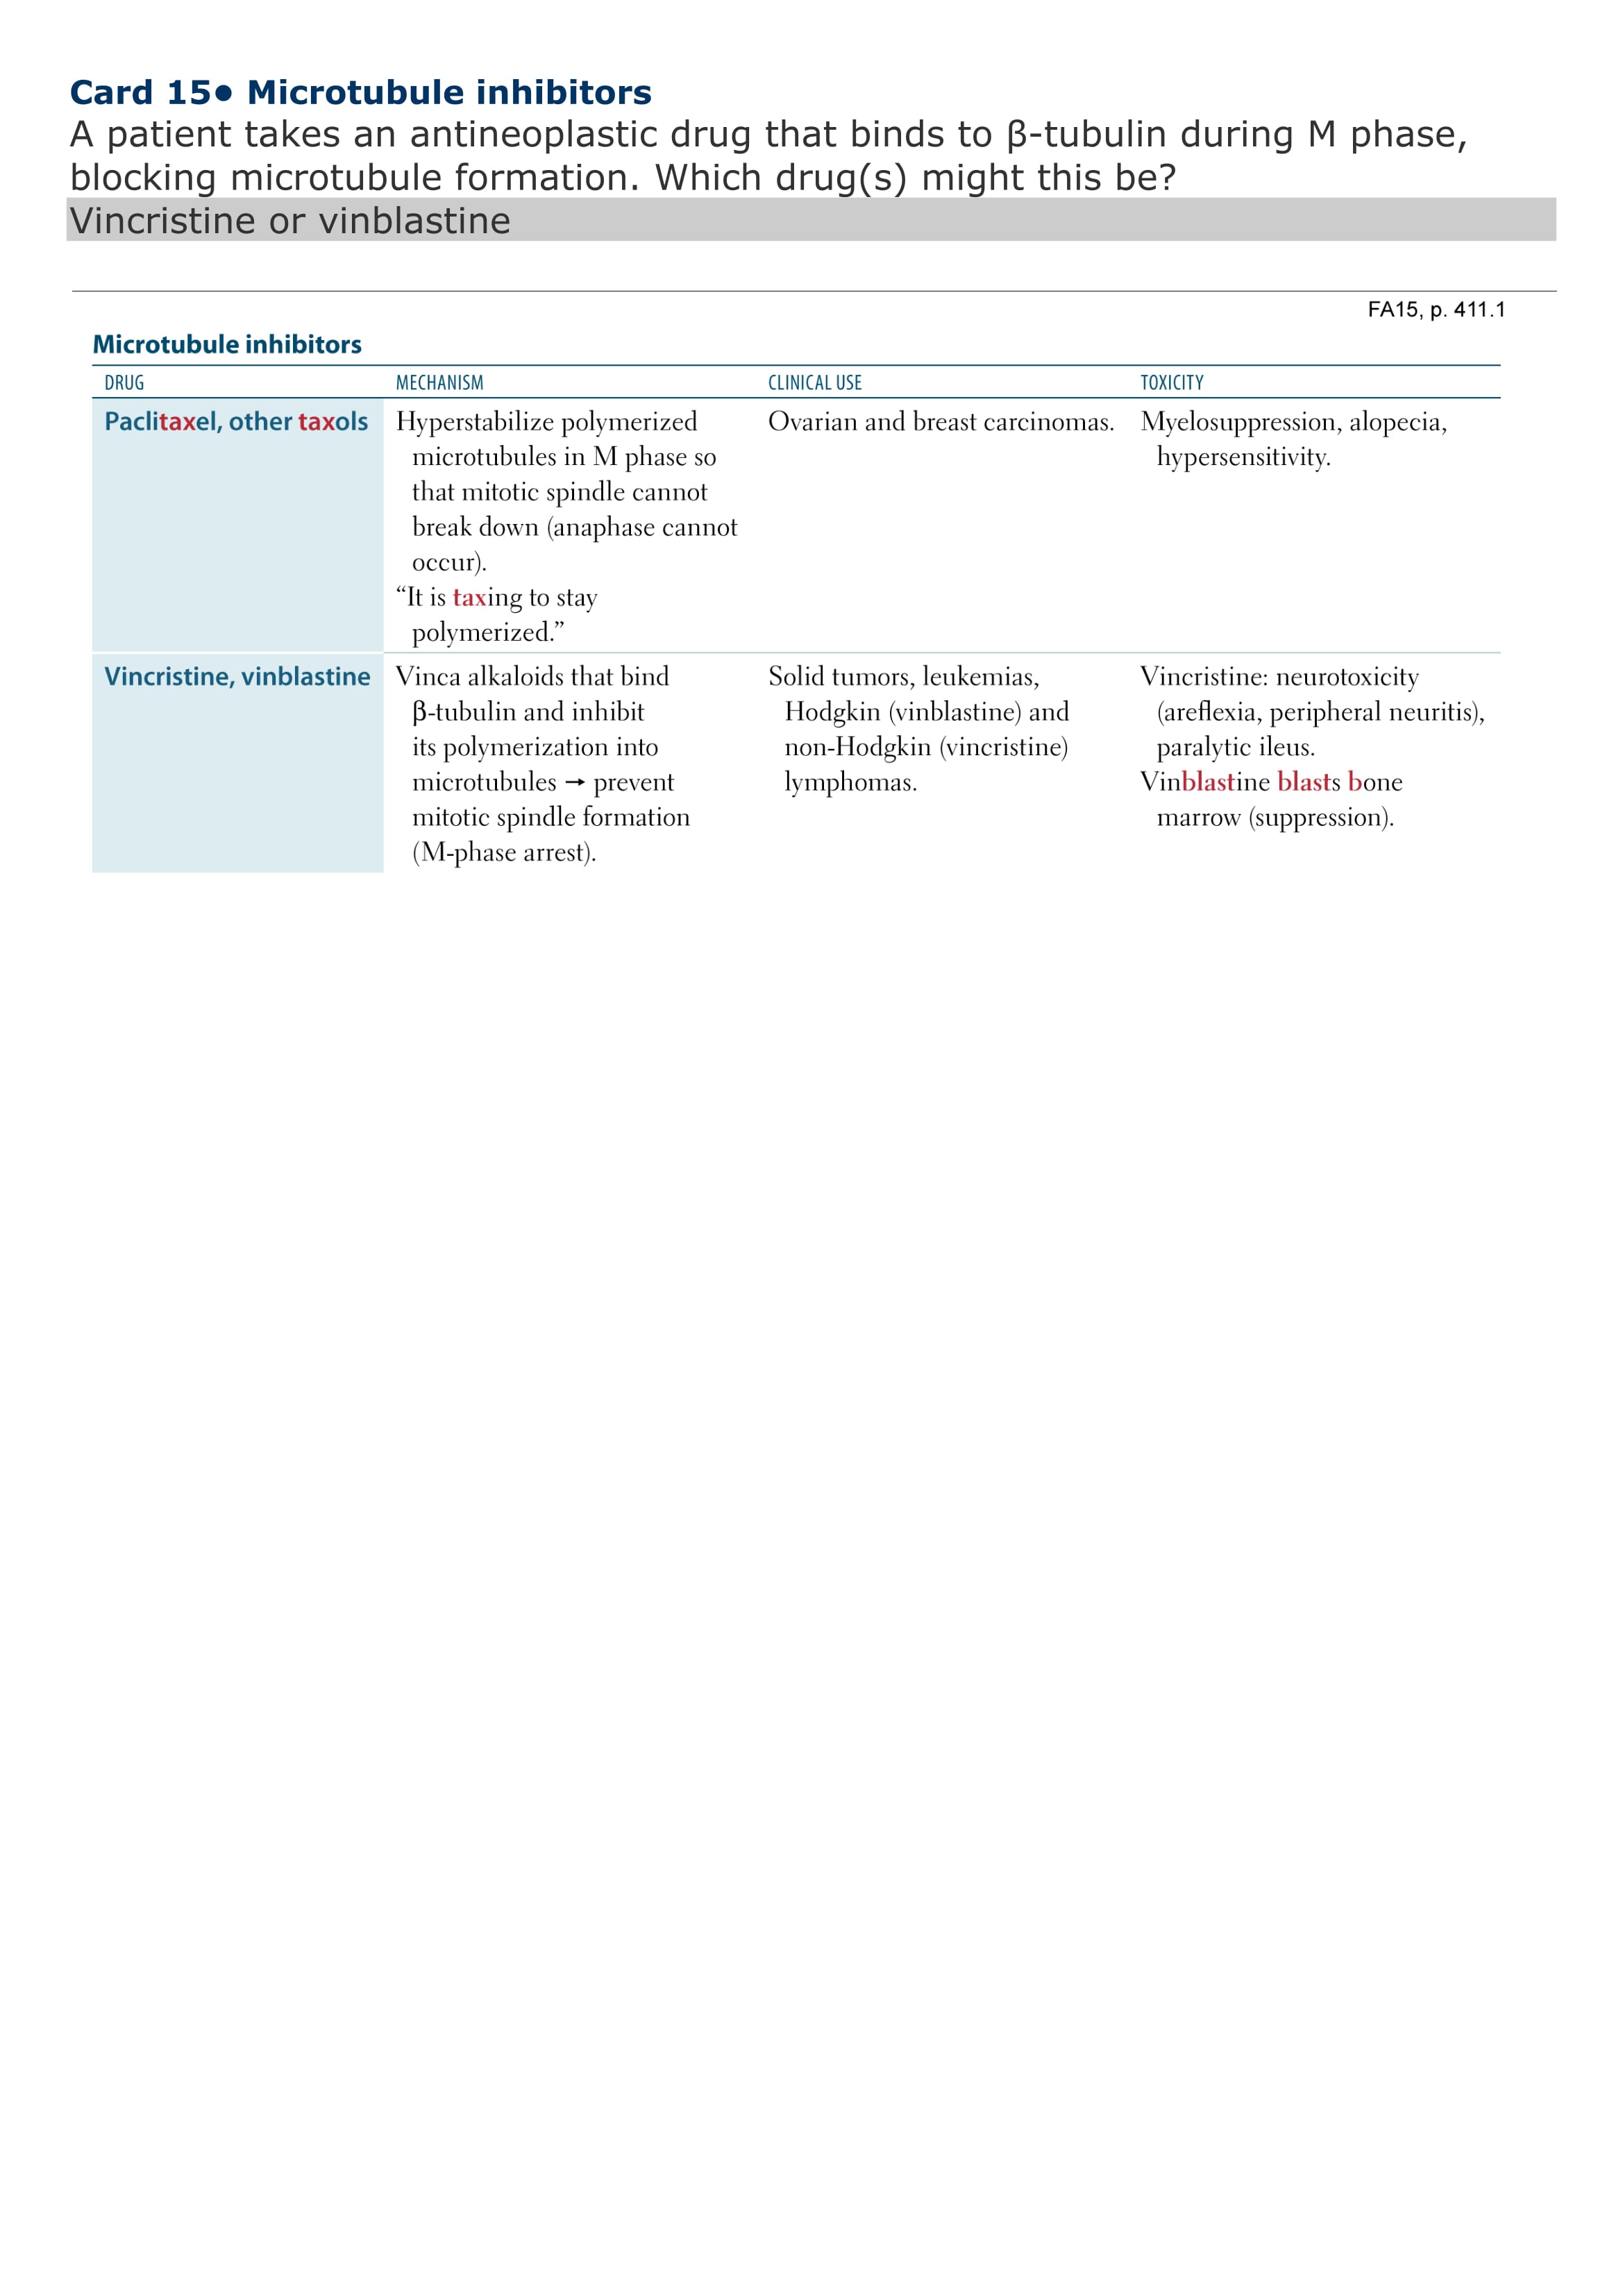 Card 15• Microtubule inhibitors
A patient takes an antineoplastic drug that binds to β-tubulin during M phase,
blocking microtubule formation. Which drug(s) might this be?
Vincristine or vinblastine
FA15, p. 411.1
Microtubule inhibitors
DRUG MECHANISM CLINICAL USE TOXICITY
Paclitaxel, other taxols
Hyperstabilize polymerized
microtubules in M phase so
that mitotic spindle cannot
break down (anaphase cannot
occur).
“It is taxing to stay
polymerized.”
Ovarian and breast carcinomas.
Myelosuppression, alopecia,
hypersensitivity.
Vincristine, vinblastine
Vinca alkaloids that bind
β-tubulin and inhibit
its polymerization into
microtubules → prevent
mitotic spindle formation
(M-phase arrest).
Solid tumors, leukemias,
Hodgkin (vinblastine) and
non-Hodgkin (vincristine)
lymphomas.
Vincristine: neurotoxicity
(areflexia, peripheral neuritis),
paralytic ileus.
Vinblastine blasts bone
marrow (suppression).